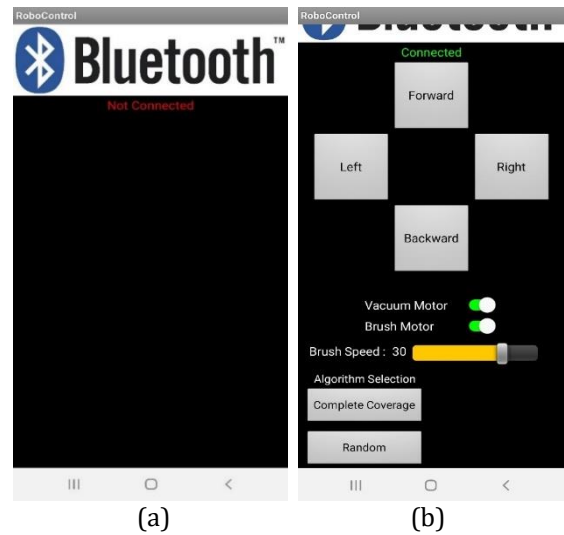 RoboControl
Bluetooth™
Not Connected
(a)
RoboControl
Bluetooth
Connected
Forward
Left Right
Backward
Vacuum Motor
Brush Motor
Brush Speed : 30
Algorithm Selection
Complete Coverage
Random
(b)